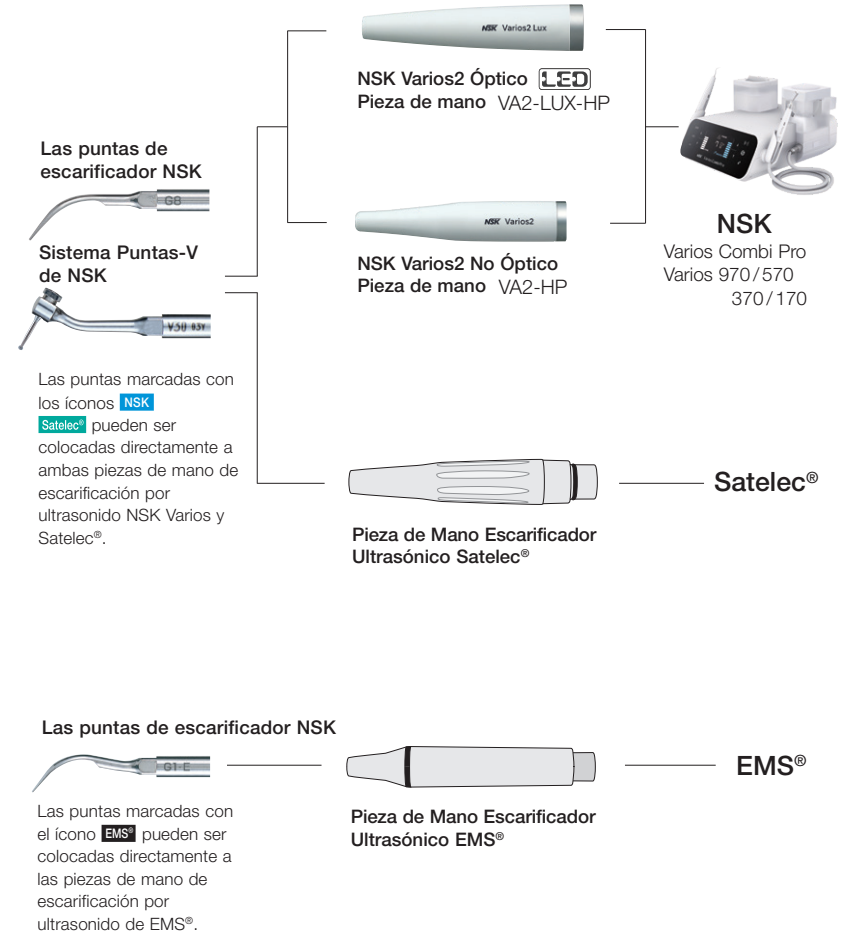 NSK Varios2 Lux
NSK Varios2 Óptico LED
Pieza de mano VA2-LUX-HP
Las puntas de
escarificador NSK
G8
Sistema Puntas-V
de NSK
V30 03Y
Las puntas marcadas con
los íconos NSK
Satelec® pueden ser
colocadas directamente a
ambas piezas de mano de
escarificación por
ultrasonido NSK Varios y
Satelec®.
NSK Varios2
NSK Varios2 No Óptico
Pieza de mano VA2-HP
NSK
Varios Combi Pro
Varios 970/570
370/170
Pieza de Mano Escarificador
Ultrasónico Satelec®
Satelec®
Las puntas de escarificador NSK
G1-E
Las puntas marcadas con
el ícono EMS® pueden ser
colocadas directamente a
las piezas de mano de
escarificación por
ultrasonido de EMS®.
Pieza de Mano Escarificador
Ultrasónico EMS®
EMS®